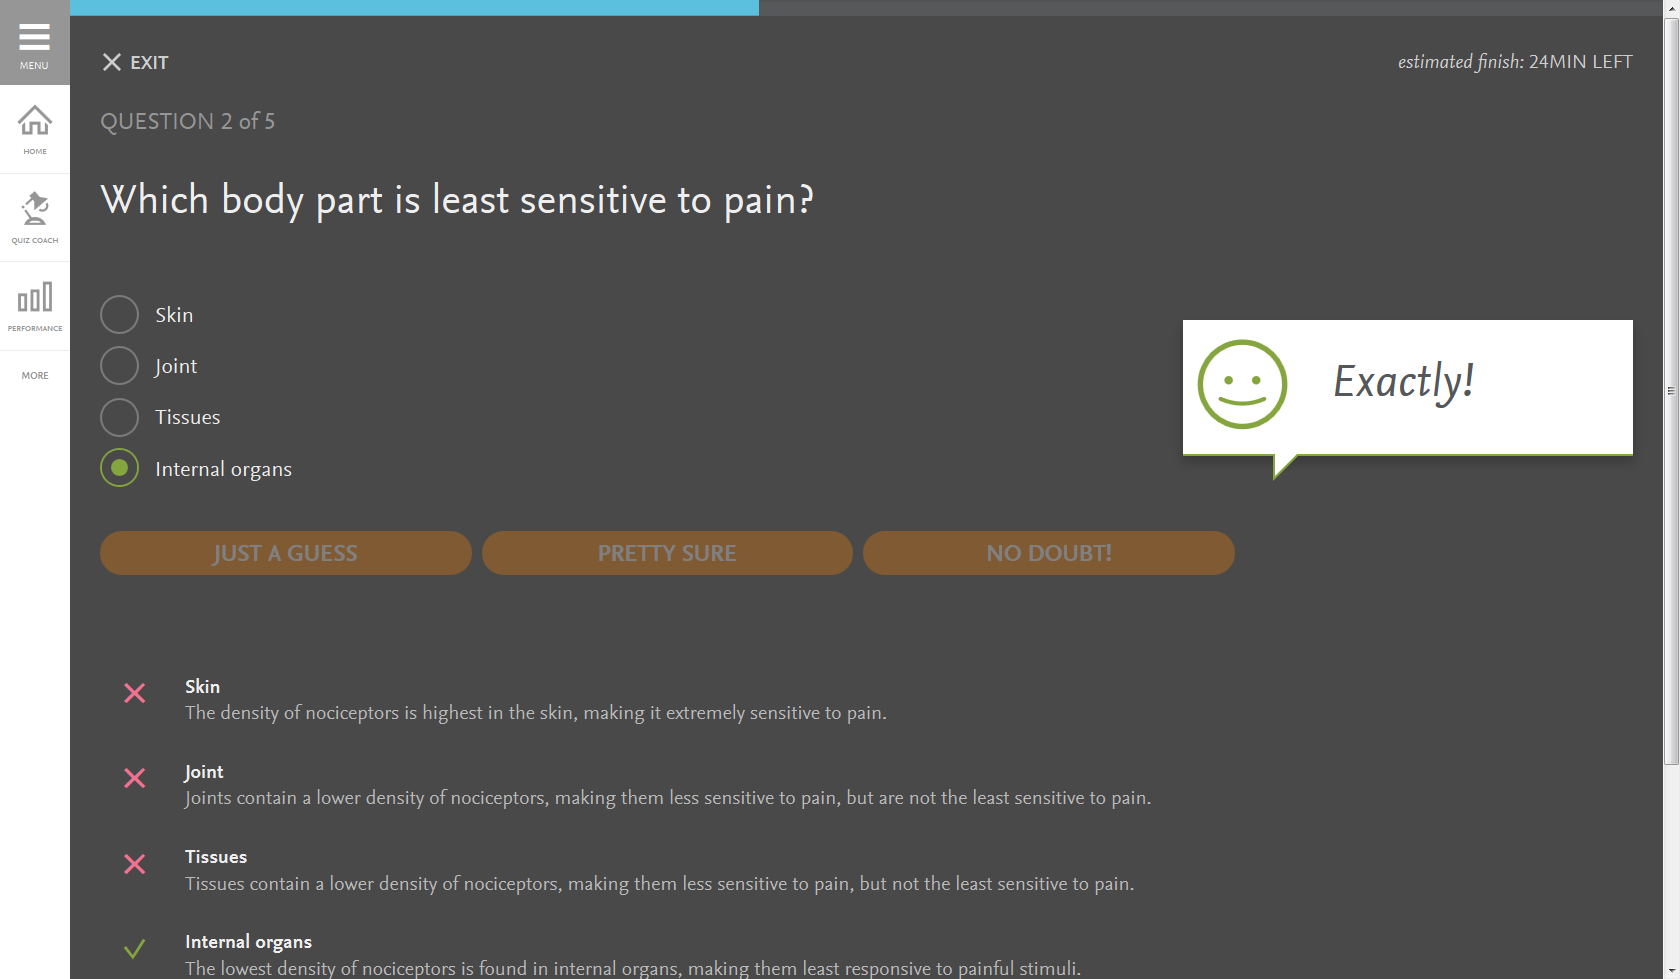 MENU
HOME
QUIZ COACH
PERFORMANCE
MORE
EXIT
estimated finish: 24MIN LEFT
QUESTION 2 of 5
Which body part is least sensitive to pain?
Skin
Joint
Tissues
Internal organs
Exactly!
JUST A GUESS
PRETTY SURE
NO DOUBT!
Skin
The density of nociceptors is highest in the skin, making it extremely sensitive to pain.
Joint
Joints contain a lower density of nociceptors, making them less sensitive to pain, but are not the least sensitive to pain.
Tissues
Tissues contain a lower density of nociceptors, making them less sensitive to pain, but not the least sensitive to pain.
Internal organs
The lowest density of nociceptors is found in internal organs, making them least responsive to painful stimuli.